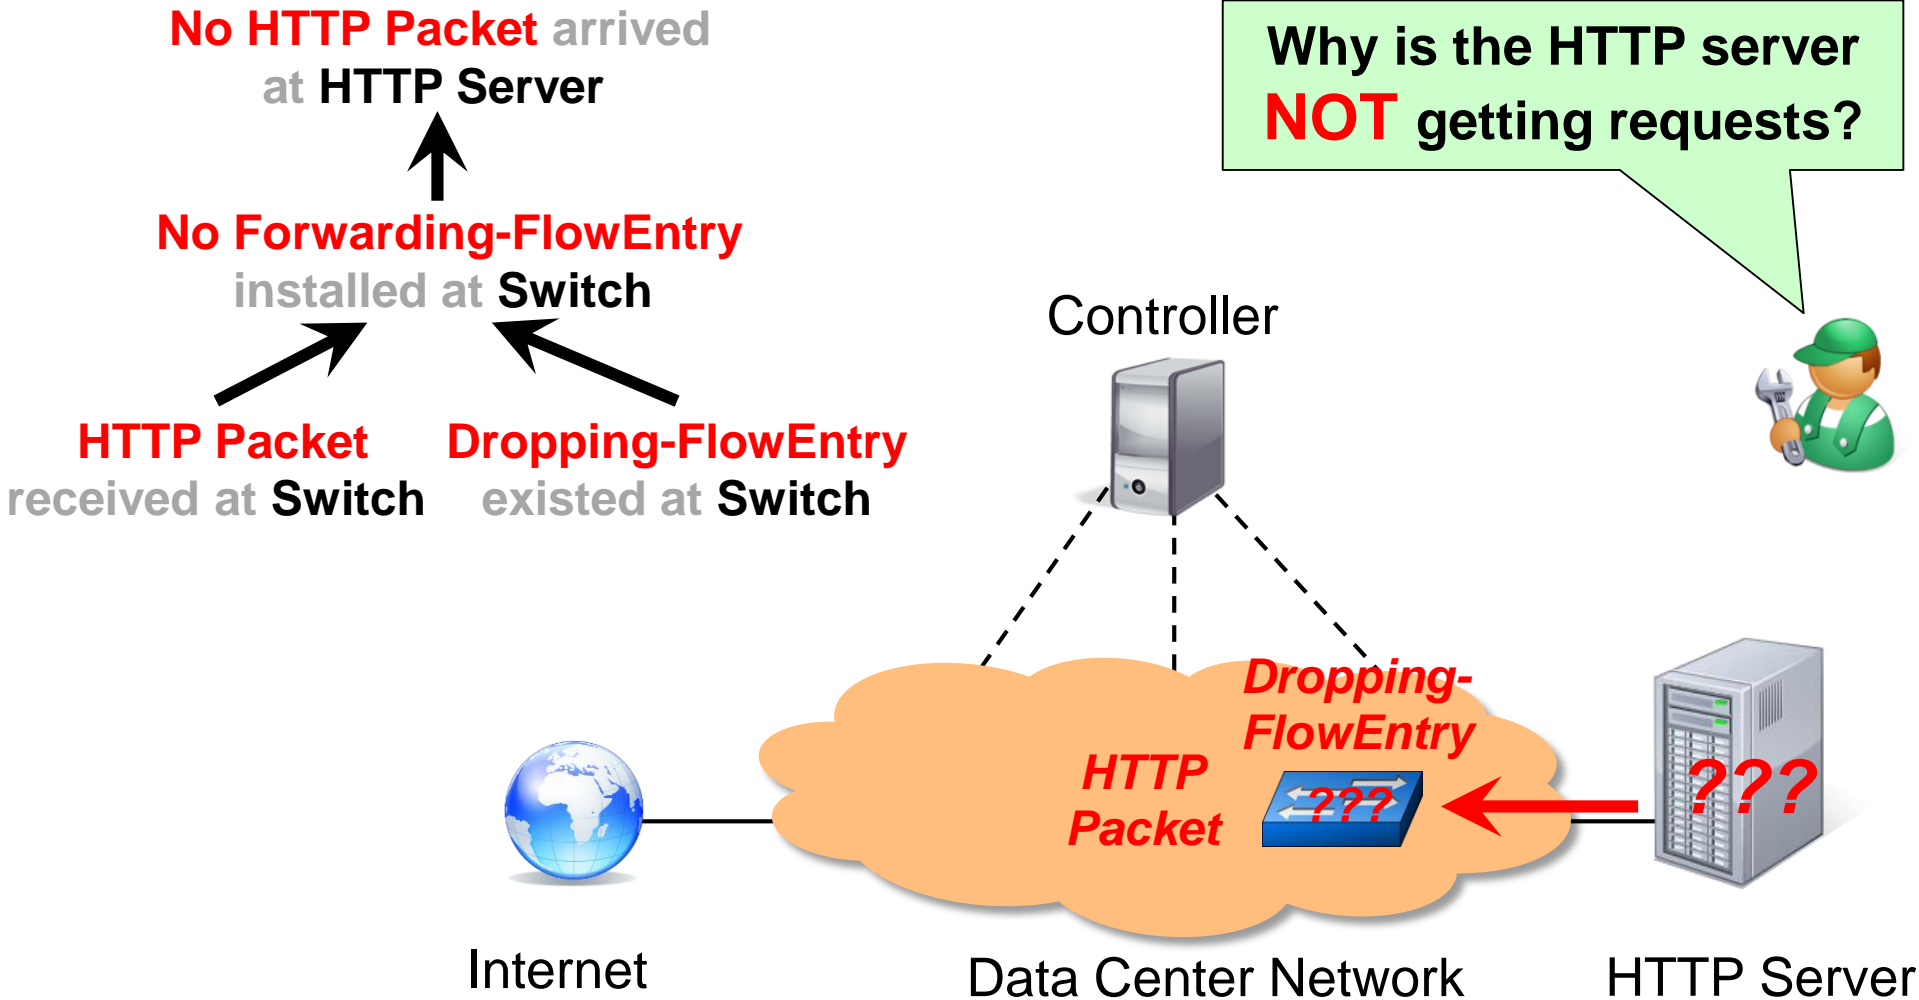 No HTTP Packet arrived
at HTTP Server
No Forwarding-FlowEntry
installed at Switch
HTTP Packet
received at Switch
Dropping-FlowEntry
existed at Switch
Why is the HTTP server
NOT getting requests?
Controller
Dropping-
FlowEntry
HTTP
Packet
???
???
Internet
Data Center Network
HTTP Server